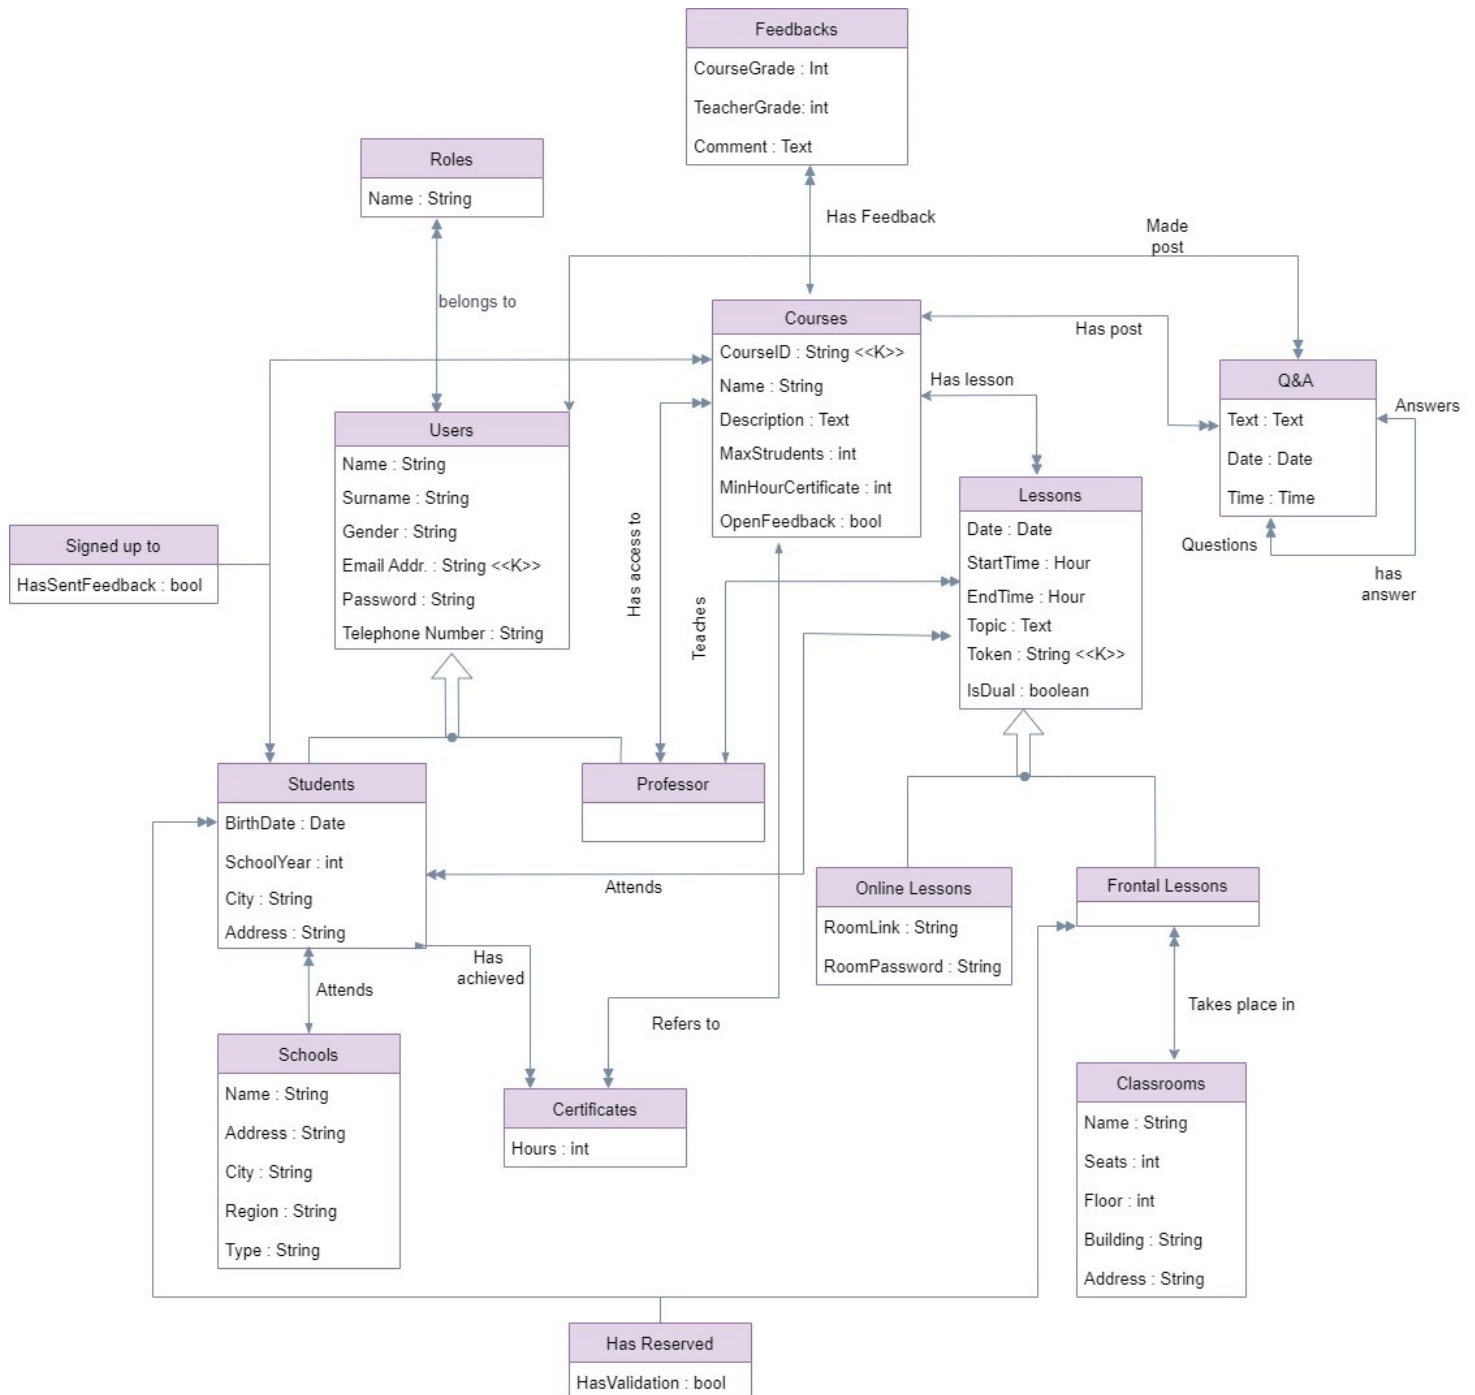 Feedbacks
CourseGrade : Int
TeacherGrade: int
Comment : Text
Roles
Name : String
Has Feedback
Made
post
belongs to
Courses
CourseID : String <<K>>
Name : String
Description : Text
MaxStrudents : int
MinHourCertificate : int
OpenFeedback : bool
Has post
Has lesson
Q&A
Text : Text
Date : Date
Time : Time
Answers
Questions
has
answer
Users
Name : String
Surname : String
Gender : String
Email Addr. : String <<K>>
Password : String
Telephone Number : String
Signed up to
HasSentFeedback : bool
Has access to
Teaches
Lessons
Date : Date
StartTime : Hour
EndTime : Hour
Topic : Text
Token : String <<K>>
IsDual : boolean
Students
BirthDate : Date
SchoolYear : int
City : String
Address : String
Professor
Attends
Online Lessons
RoomLink : String
RoomPassword : String
Frontal Lessons
Has
achieved
Attends
Refers to
Takes place in
Schools
Name : String
Address : String
City : String
Region : String
Type : String
Certificates
Hours : int
Classrooms
Name : String
Seats : int
Floor : int
Building : String
Address : String
Has Reserved
HasValidation : bool